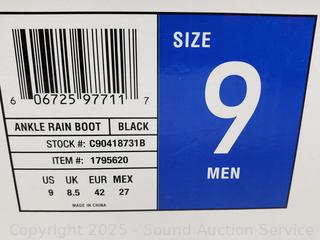 6 06725 97711 7
ANKLE RAIN BOOT BLACK
STOCK #: C90418731B
ITEM #: 1795620
US UK EUR MEX
9 8.5 42 27
MADE IN CHINA
SIZE
9
MEN
Copyright 2025 - Sound Auction Service